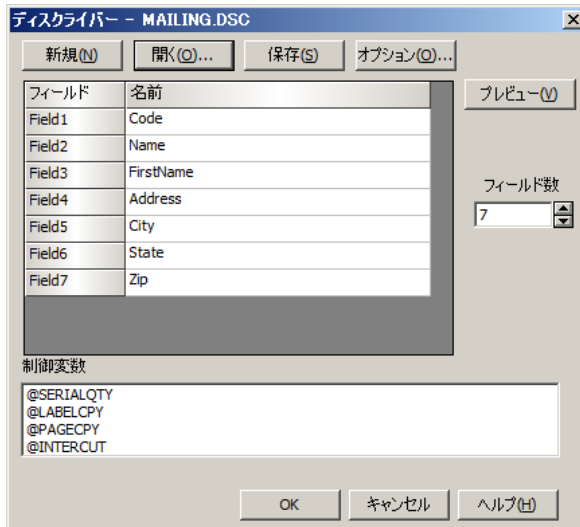 ディスクライバー - MAILING.DSC
新規(N) 開く(O)... 保存(S) オプション(O)...
フィールド 名前 プレビュー(V)
Field1 Code
Field2 Name
Field3 FirstName
フィールド数
Field4 Address
7
Field5 City
Field6 State
Field7 Zip
制御変数
@SERIALQTY
@LABELCPY
@PAGECPY
@INTERCUT
OK キャンセル ヘルプ(H)